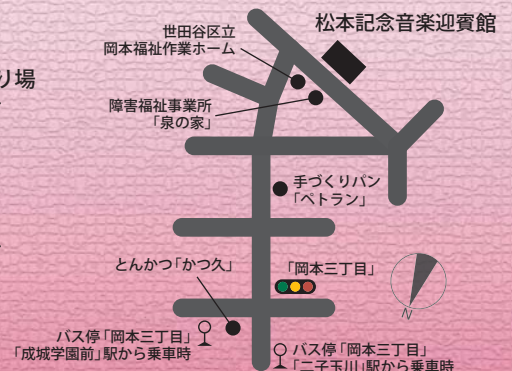 松本記念音楽迎賓館
世田谷区立
岡本福祉作業ホーム
り場
障害福祉事業所
「泉の家」
手づくりパン
「ペトラン」
とんかつ「かつ久」
「岡本三丁目」
N
バス停「岡本三丁目」
「成城学園前」駅から乗車時
バス停「岡本三丁目」
「二子玉川」駅から乗車時